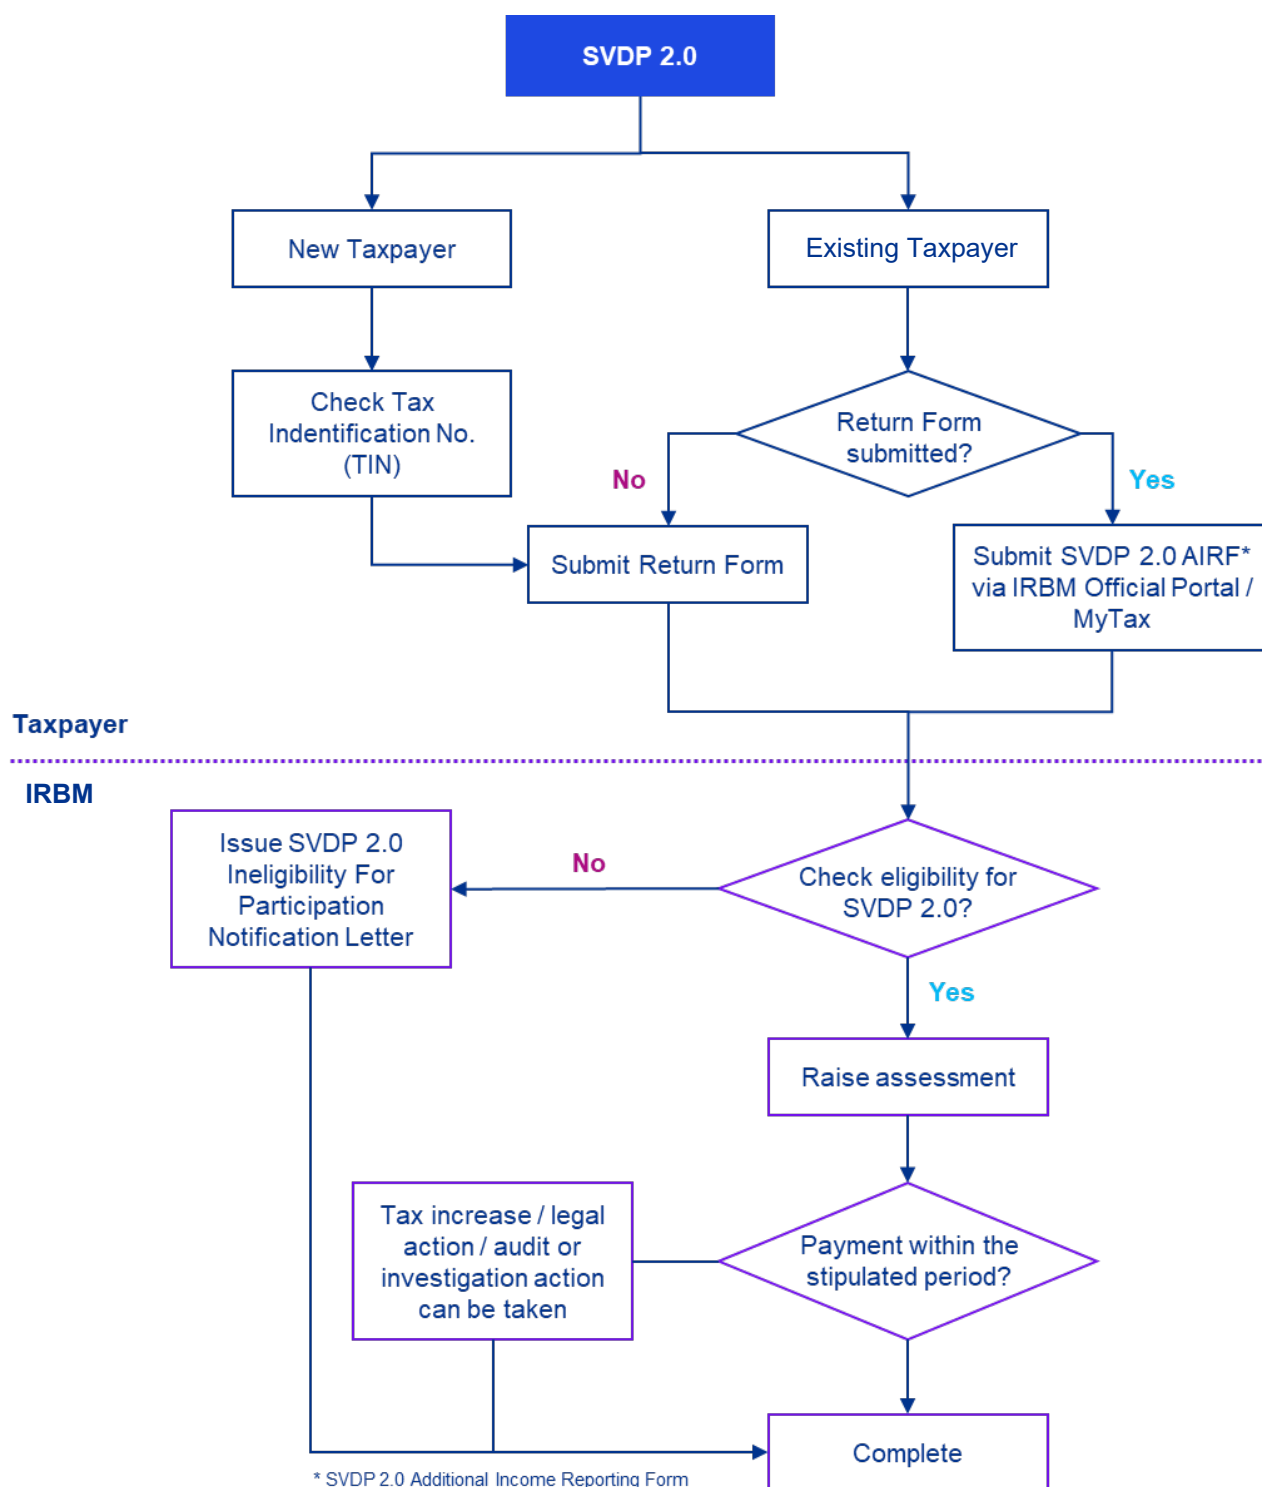 SVDP 2.0
New Taxpayer
Existing Taxpayer
Check Tax
Indentification No.
(TIN)
Return Form
submitted?
No
Yes
Submit Return Form
Submit SVDP 2.0 AIRF*
via IRBM Official Portal /
MyTax
Taxpayer
IRBM
Issue SVDP 2.0
Ineligibility For
Participation
Notification Letter
No
Check eligibility for
SVDP 2.0?
Yes
Raise assessment
Tax increase / legal
action / audit or
investigation action
can be taken
Payment within the
stipulated period?
Complete
* SVDP 2.0 Additional Income Reporting Form